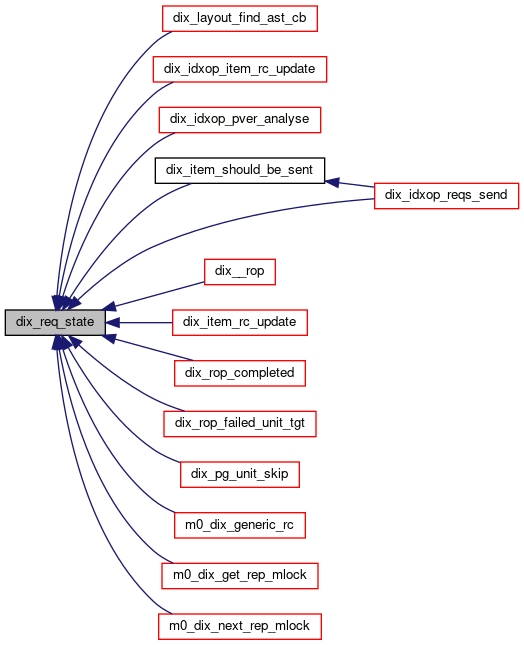 dix_layout_find_ast_cb
dix_idxop_item_rc_update
dix_idxop_pver_analyse
dix_item_should_be_sent
dix_idxop_reqs_send
dix__rop
dix_req_state
dix_item_rc_update
dix_rop_completed
dix_rop_failed_unit_tgt
dix_pg_unit_skip
m0_dix_generic_rc
m0_dix_get_rep_mlock
m0_dix_next_rep_mlock